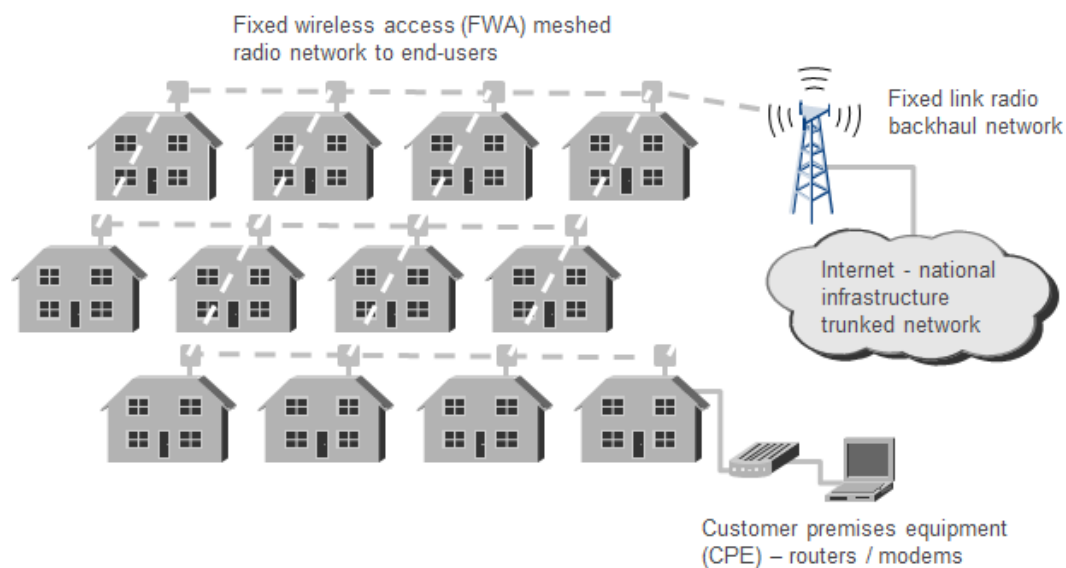 Fixed wireless access (FWA) meshed
radio network to end-users
Fixed link radio
backhaul network
Internet - national
infrastructure
trunked network
Customer premises equipment
(CPE) – routers / modems